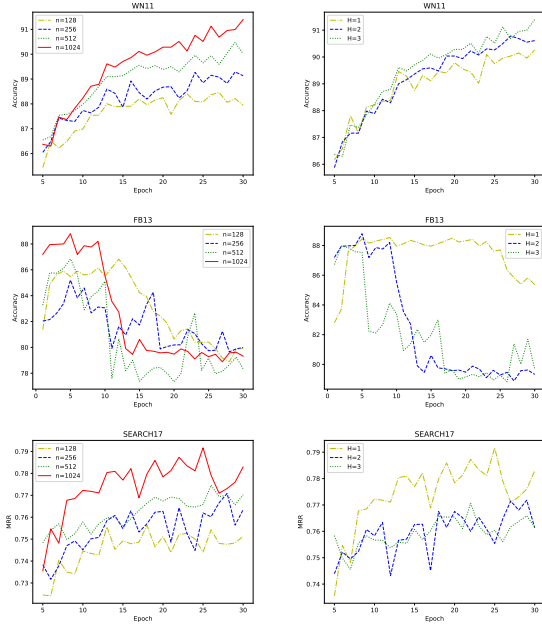 WN11
Accuracy
91
90
89
88
87
86
n=128
n=256
n=512
n=1024
5
10
15
20
25
30
Epoch
WN11
Accuracy
91
90
89
88
87
86
H=1
H=2
H=3
5
10
15
20
25
30
Epoch
FB13
Accuracy
88
86
84
82
80
78
n=128
n=256
n=512
n=1024
0
5
10
15
20
25
30
Epoch
FB13
Accuracy
88
86
84
82
80
H=1
H=2
H=3
0
5
10
15
20
25
30
Epoch
SEARCH17
MRR
0.79
0.78
0.77
0.76
0.75
0.74
0.73
n=128
n=256
n=512
n=1024
5
10
15
20
25
30
Epoch
SEARCH17
MRR
0.79
0.78
0.77
0.76
0.75
0.74
H=1
H=2
H=3
5
10
15
20
25
30
Epoch